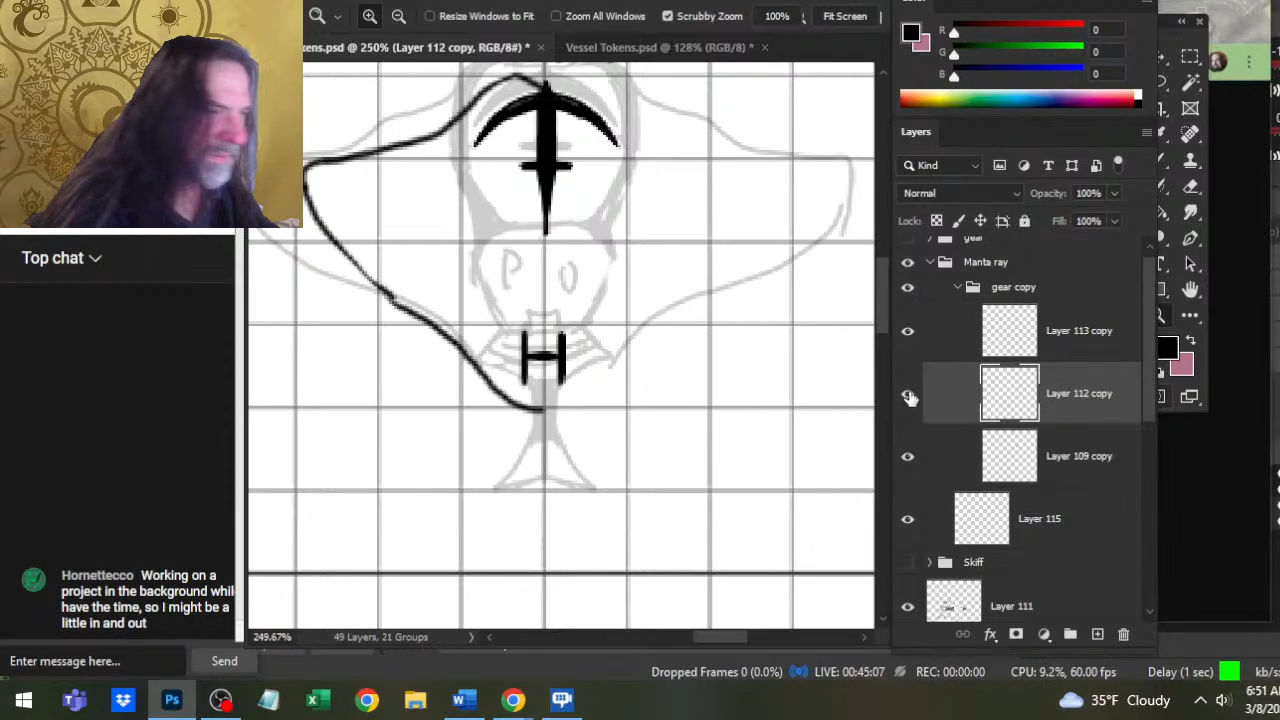 Resize Windows to Fit
Zoom All Windows
Scrubby Zoom
100%
Fit Screen
kens.psd @ 250% (Layer 112 copy, RGB/8#) *
Vessel Tokens.psd @ 128% (RGB/8) *
R
0
G
0
B
0
Layers
Kind
Normal
Opacity:
100%
Lock:
Fill:
100%
gear
Manta ray
gear copy
Layer 113 copy
Layer 112 copy
Layer 109 copy
Layer 115
Skiff
Layer 111
fx
P
O
H
Top chat
Hornettecco Working on a
project in the background while
have the time, so I might be a
little in and out
Enter message here...
Send
249.67%
49 Layers, 21 Groups
Dropped Frames 0 (0.0%)
LIVE: 00:45:07
REC: 00:00:00
CPU: 9.2%, 60.00 fps
Delay (1 sec)
kb/s
35°F Cloudy
6:51 A
3/8/20